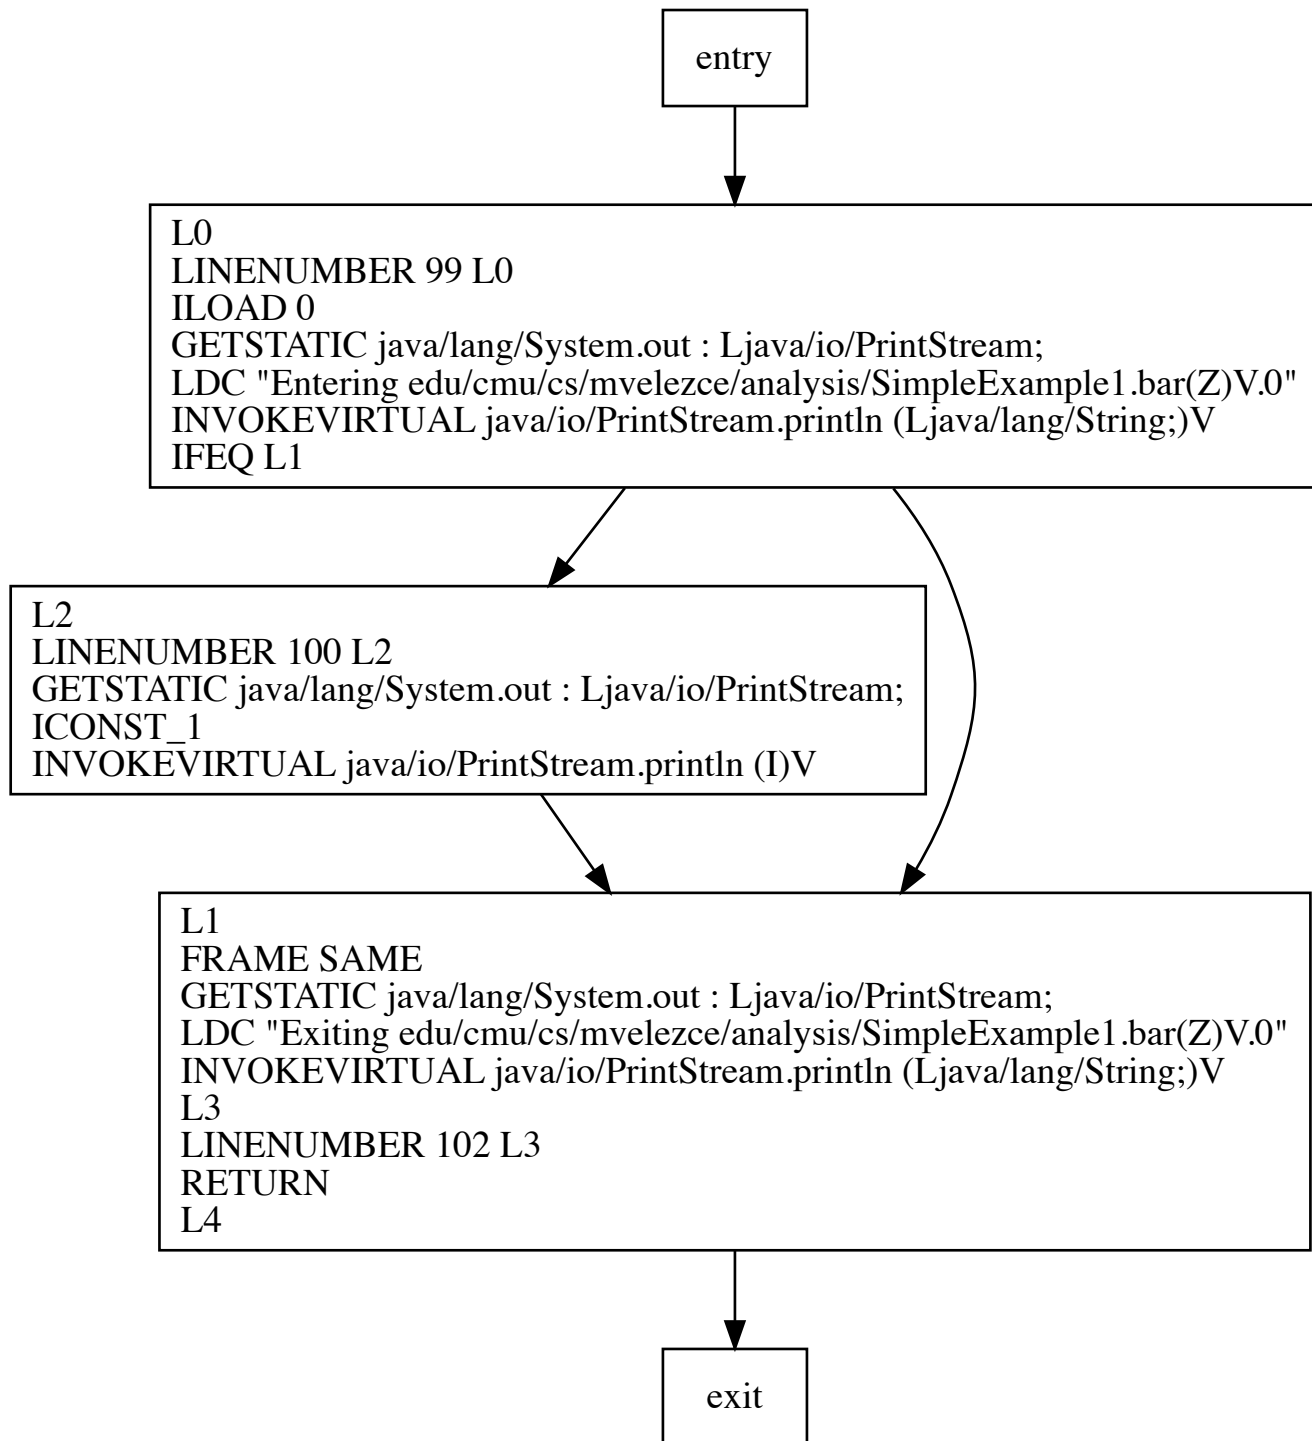 entry
L0
LINENUMBER 99 L0
ILOAD 0
GETSTATIC java/lang/System.out : Ljava/io/PrintStream;
LDC "Entering edu/cmu/cs/mvelezce/analysis/SimpleExample1.bar(Z)V.0"
INVOKEVIRTUAL java/io/PrintStream.println (Ljava/lang/String;)V
IFEQ L1
L2
LINENUMBER 100 L2
GETSTATIC java/lang/System.out : Ljava/io/PrintStream;
ICONST_1
INVOKEVIRTUAL java/io/PrintStream.println (I)V
L1
FRAME SAME
GETSTATIC java/lang/System.out : Ljava/io/PrintStream;
LDC "Exiting edu/cmu/cs/mvelezce/analysis/SimpleExample1.bar(Z)V.0"
INVOKEVIRTUAL java/io/PrintStream.println (Ljava/lang/String;)V
L3
LINENUMBER 102 L3
RETURN
L4
exit